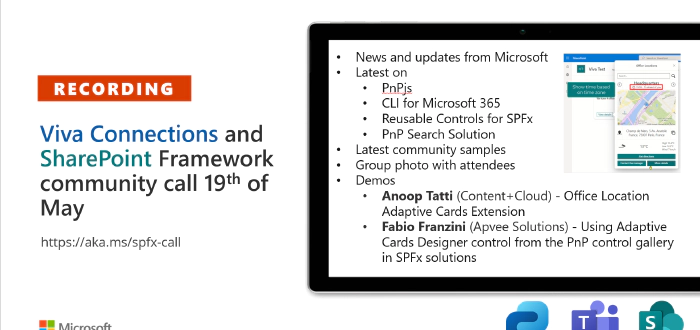 RECORDING
Viva Connections and
SharePoint Framework
community call 19th of
May
https://aka.ms/spfx-call
Microsoft
• News and updates from Microsoft
• Latest on
• PnPjs
• CLI for Microsoft 365
• Reusable Controls for SPFx
• PnP Search Solution
• Latest community samples
• Group photo with attendees
• Demos
• Anoop Tatti (Content+Cloud) - Office Location
Adaptive Cards Extension
• Fabio Franzini (Apvee Solutions) - Using Adaptive
Cards Designer control from the PnP control gallery
in SPFx solutions
Viva Test
Show time based
on time zone
Office Locations
T
S